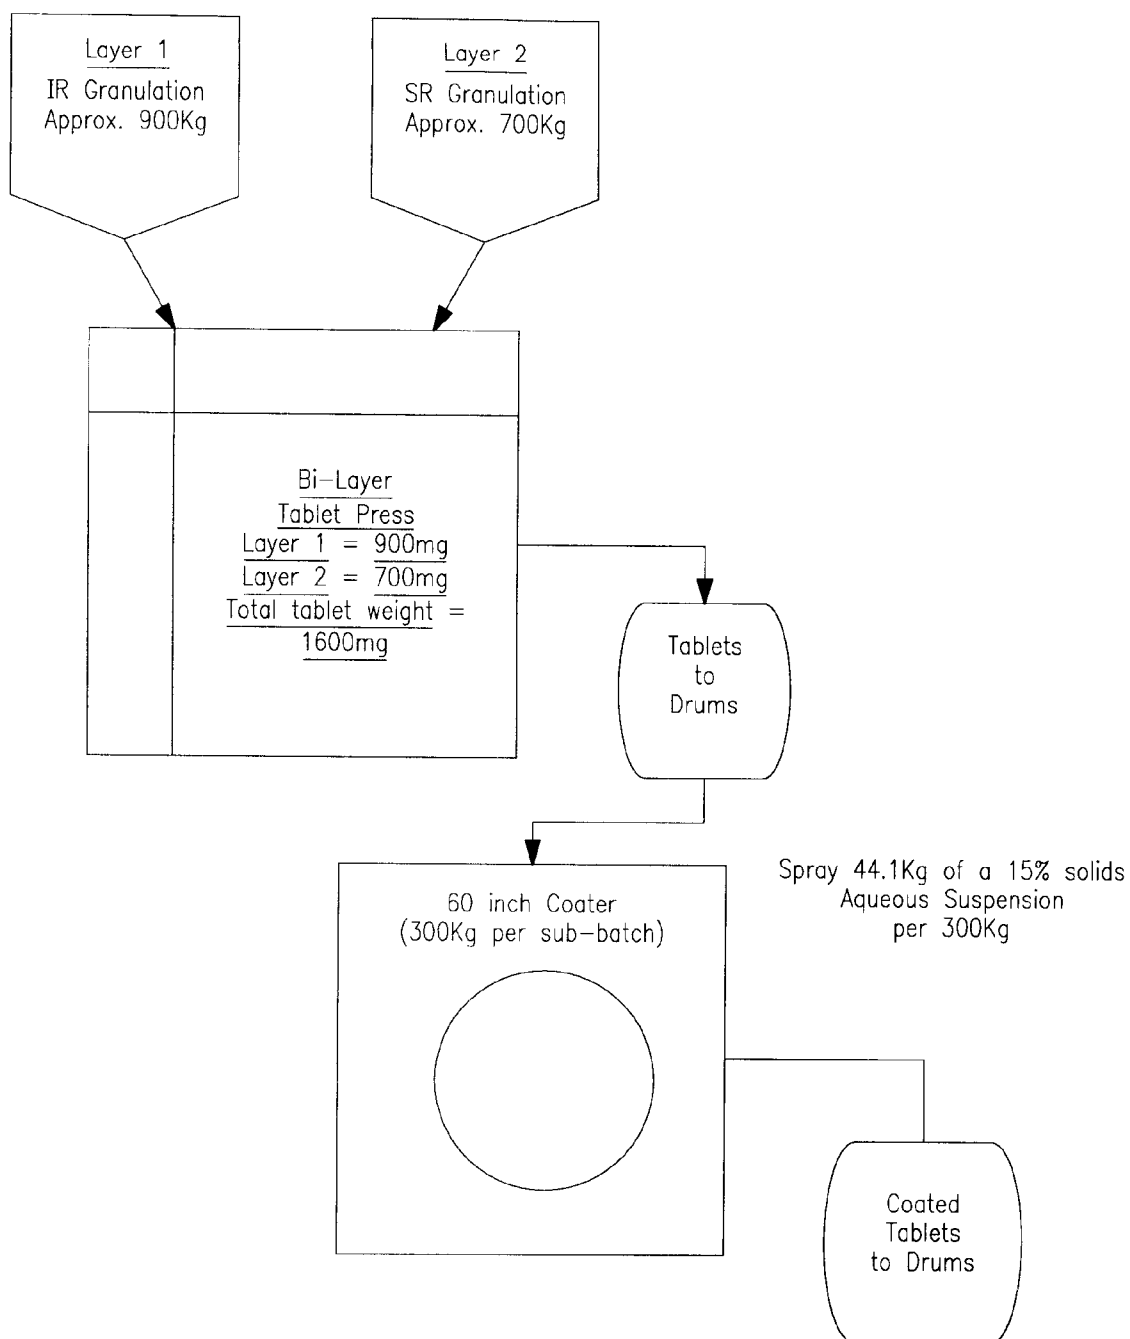 Layer 1
IR Granulation
Approx. 900Kg
Layer 2
SR Granulation
Approx. 700Kg
Bi-Layer
Tablet Press
Layer 1 = 900mg
Layer 2 = 700mg
Total tablet weight =
1600mg
Tablets
to
Drums
60 inch Coater
(300Kg per sub-batch)
Spray 44.1Kg of a 15% solids
Aqueous Suspension
per 300Kg
Coated
Tablets
to Drums